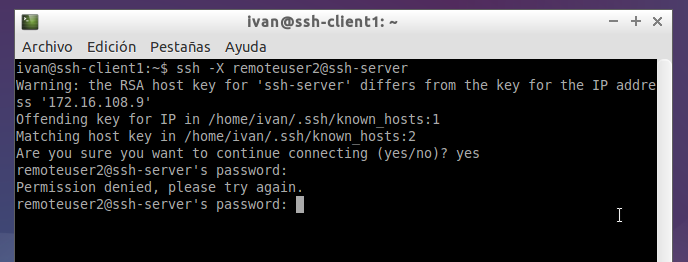 ivan@ssh-client1: ~
Archivo Edición Pestañas Ayuda
ivan@ssh-client1:~$ ssh -X remoteuser2@ssh-server
Warning: the RSA host key for 'ssh-server' differs from the key for the IP addre
ss '172.16.108.9'
Offending key for IP in /home/ivan/.ssh/known_hosts:1
Matching host key in /home/ivan/.ssh/known_hosts:2
Are you sure you want to continue connecting (yes/no)? yes
remoteuser2@ssh-server's password:
Permission denied, please try again.
remoteuser2@ssh-server's password: